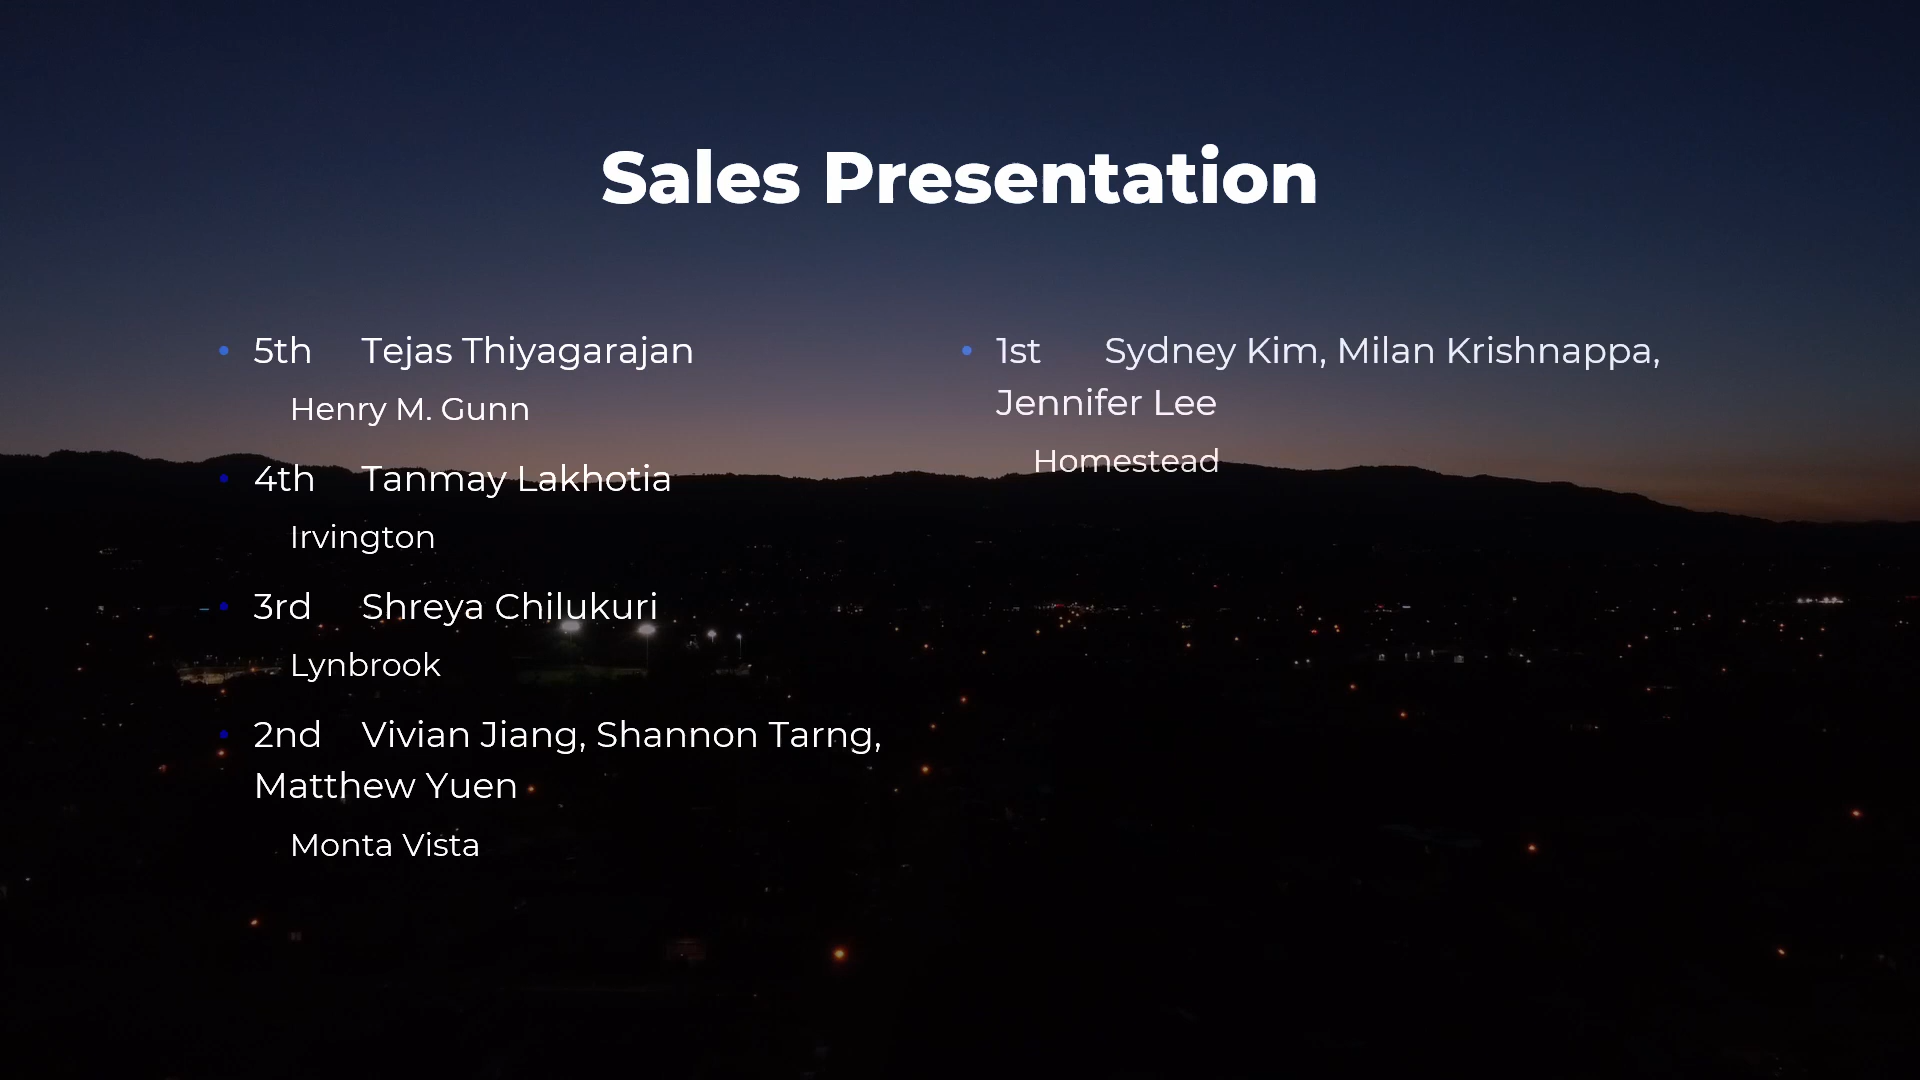 Sales Presentation
• 5th Tejas Thiyagarajan
Henry M. Gunn
• 4th Tanmay Lakhotia
Irvington
• 3rd Shreya Chilukuri
Lynbrook
• 2nd Vivian Jiang, Shannon Tarng,
Matthew Yuen
Monta Vista
• 1st Sydney Kim, Milan Krishnappa,
Jennifer Lee
Homestead